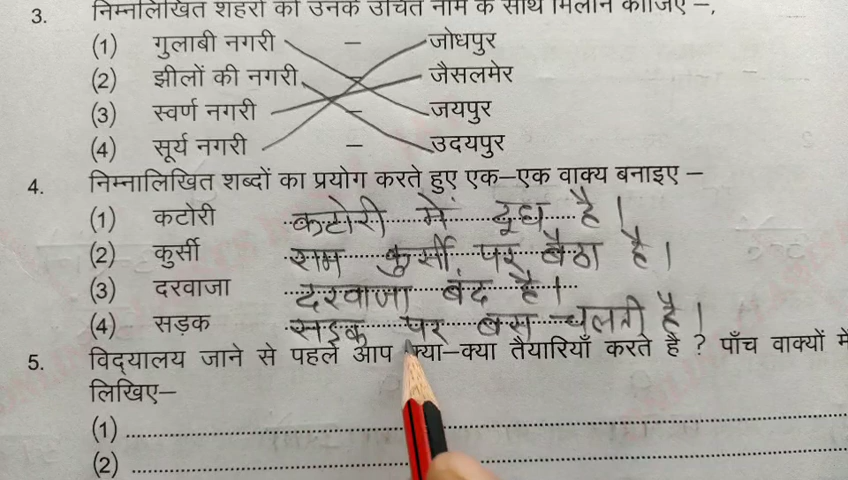 3. निम्नलिखित शहरों को उनके उचित नाम के साथ मिलान कीजिए –
(1) गुलाबी नगरी – जोधपुर
(2) झीलों की नगरी – जैसलमेर
(3) स्वर्ण नगरी – जयपुर
(4) सूर्य नगरी – उदयपुर
4. निम्नालिखित शब्दों का प्रयोग करते हुए एक–एक वाक्य बनाइए –
(1) कटोरी कटोरी में दूध है।
(2) कुर्सी राम कुर्सी पर बैठा है।
(3) दरवाजा दरवाजा बंद है।
(4) सड़क सड़क पर बस चलती है।
5. विद्यालय जाने से पहले आप क्या–क्या तैयारियाँ करते हैं ? पाँच वाक्यों में
लिखिए–
(1)
(2)